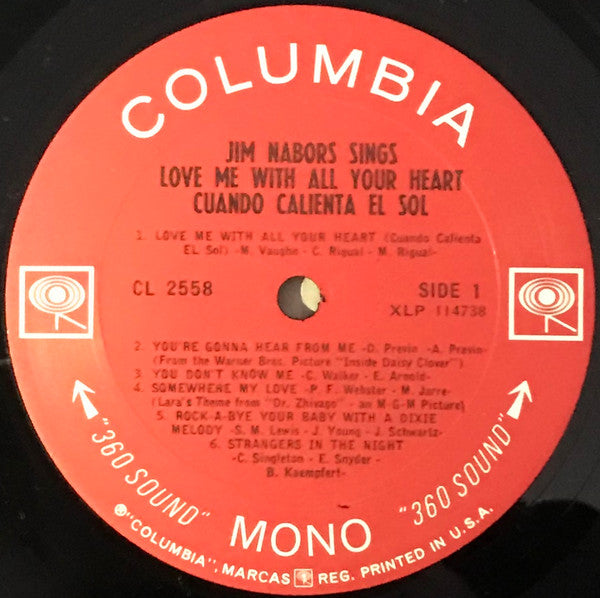 COLUMBIA
JIM NABORS SINGS
LOVE ME WITH ALL YOUR HEART
CUANDO CALIENTA EL SOL
1. LOVE ME WITH ALL YOUR HEART (Cuando Calienta
EL Sol) -M. Vaughn - C. Rigual - M. Rigual-
CL 2558
SIDE 1
XLP 114738
2. YOU'RE GONNA HEAR FROM ME -D. Previn -A. Previn-
(From the Warner Bros. Picture "Inside Daisy Clover")
3. YOU DON'T KNOW ME -C. Walker - E. Arnold-
4. SOMEWHERE MY LOVE -P. F. Webster - M. Jarre-
(Lara's Theme from "Dr. Zhivago" - an M-G-M Picture)
5. ROCK-A-BYE YOUR BABY WITH A DIXIE
MELODY -S. M. Lewis - J. Young - J. Schwartz-
6. STRANGERS IN THE NIGHT
-C. Singleton - E. Snyder -
B. Kaempfert-
"360 SOUND"
MONO
"360 SOUND"
℗"COLUMBIA", MARCAS REG. PRINTED IN U.S.A.